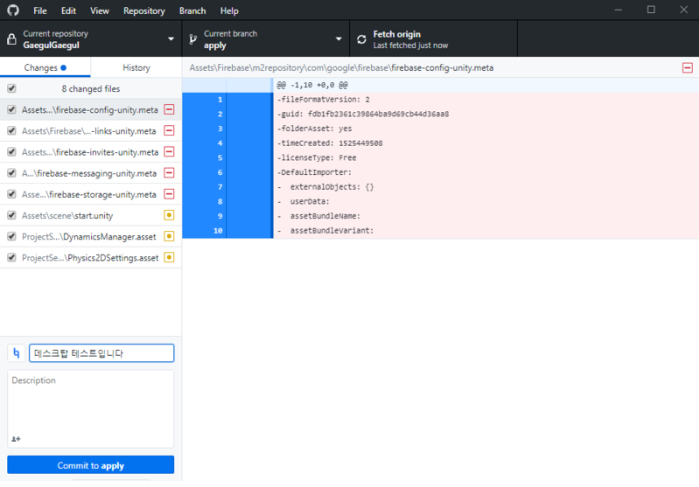 File Edit View Repository Branch Help
Current repository
GaegulGaegul
Current branch
apply
Fetch origin
Last fetched just now
Changes
History
8 changed files
Assets...\firebase-config-unity.meta
Assets\Firebase\...-links-unity.meta
Assets...\firebase-invites-unity.meta
A...\firebase-messaging-unity.meta
Asse...\firebase-storage-unity.meta
Assets\scene\start.unity
ProjectS...\DynamicsManager.asset
ProjectSe...\Physics2DSettings.asset
데스크탑 테스트입니다
Description
Commit to apply
Assets\Firebase\m2repository\com\google\firebase\firebase-config-unity.meta
@@ -1,10 +0,0 @@
1 -fileFormatVersion: 2
2 -guid: fdb1fb2361c39864ba9d69cb44d36aa8
3 -folderAsset: yes
4 -timeCreated: 1525449508
5 -licenseType: Free
6 -DefaultImporter:
7 -  externalObjects: {}
8 -  userData:
9 -  assetBundleName:
10 -  assetBundleVariant: